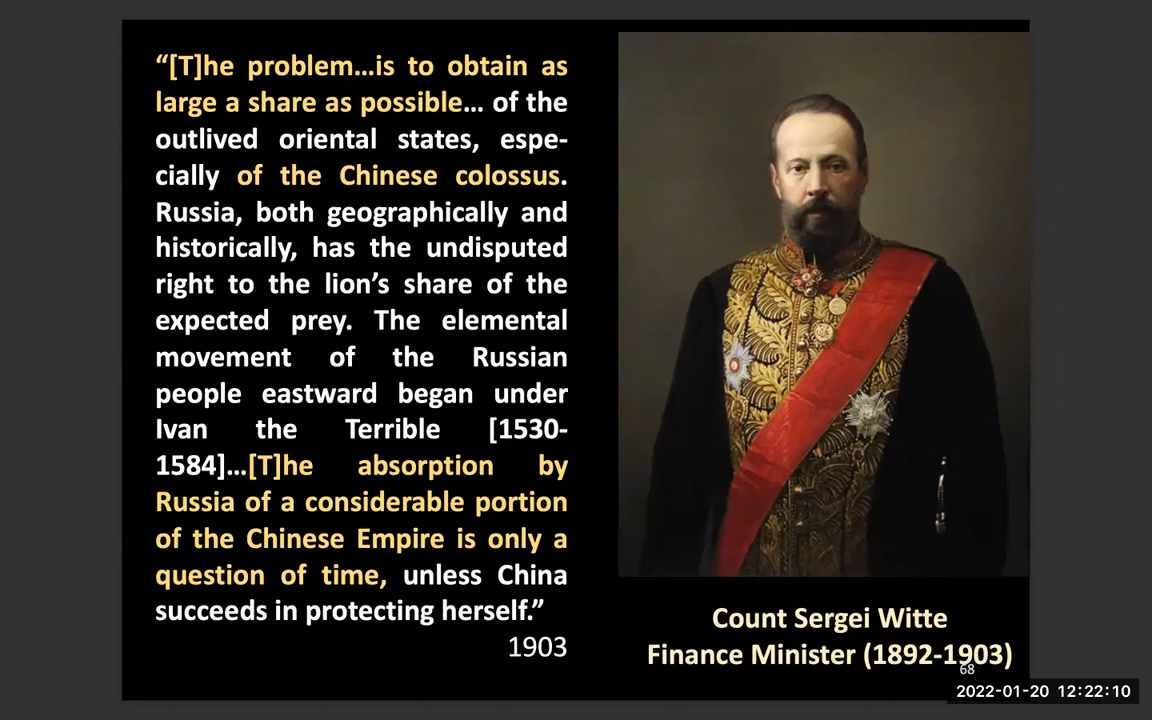 “[T]he problem…is to obtain as
large a share as possible… of the
outlived oriental states, espe-
cially of the Chinese colossus.
Russia, both geographically and
historically, has the undisputed
right to the lion’s share of the
expected prey. The elemental
movement of the Russian
people eastward began under
Ivan the Terrible [1530-
1584]…[T]he absorption by
Russia of a considerable portion
of the Chinese Empire is only a
question of time, unless China
succeeds in protecting herself.”
1903
Count Sergei Witte
Finance Minister (1892-1903)
68
2022-01-20 12:22:10